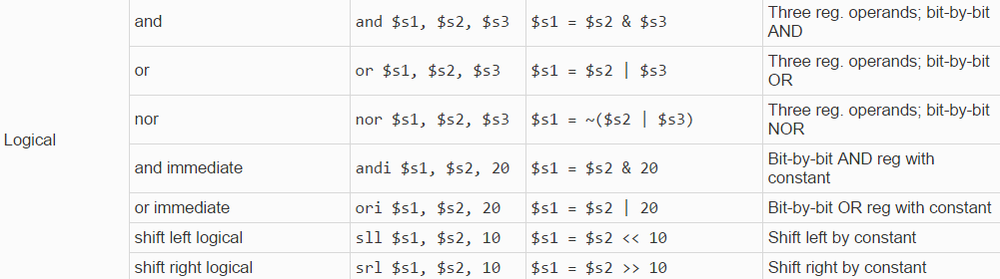 and and $s1, $s2, $s3 $s1 = $s2 & $s3 Three reg. operands; bit-by-bit
AND
or or $s1, $s2, $s3 $s1 = $s2 | $s3 Three reg. operands; bit-by-bit
OR
nor nor $s1, $s2, $s3 $s1 = ~($s2 | $s3) Three reg. operands; bit-by-bit
NOR
Logical
and immediate andi $s1, $s2, 20 $s1 = $s2 & 20 Bit-by-bit AND reg with
constant
or immediate ori $s1, $s2, 20 $s1 = $s2 | 20 Bit-by-bit OR reg with constant
shift left logical sll $s1, $s2, 10 $s1 = $s2 << 10 Shift left by constant
shift right logical srl $s1, $s2, 10 $s1 = $s2 >> 10 Shift right by constant